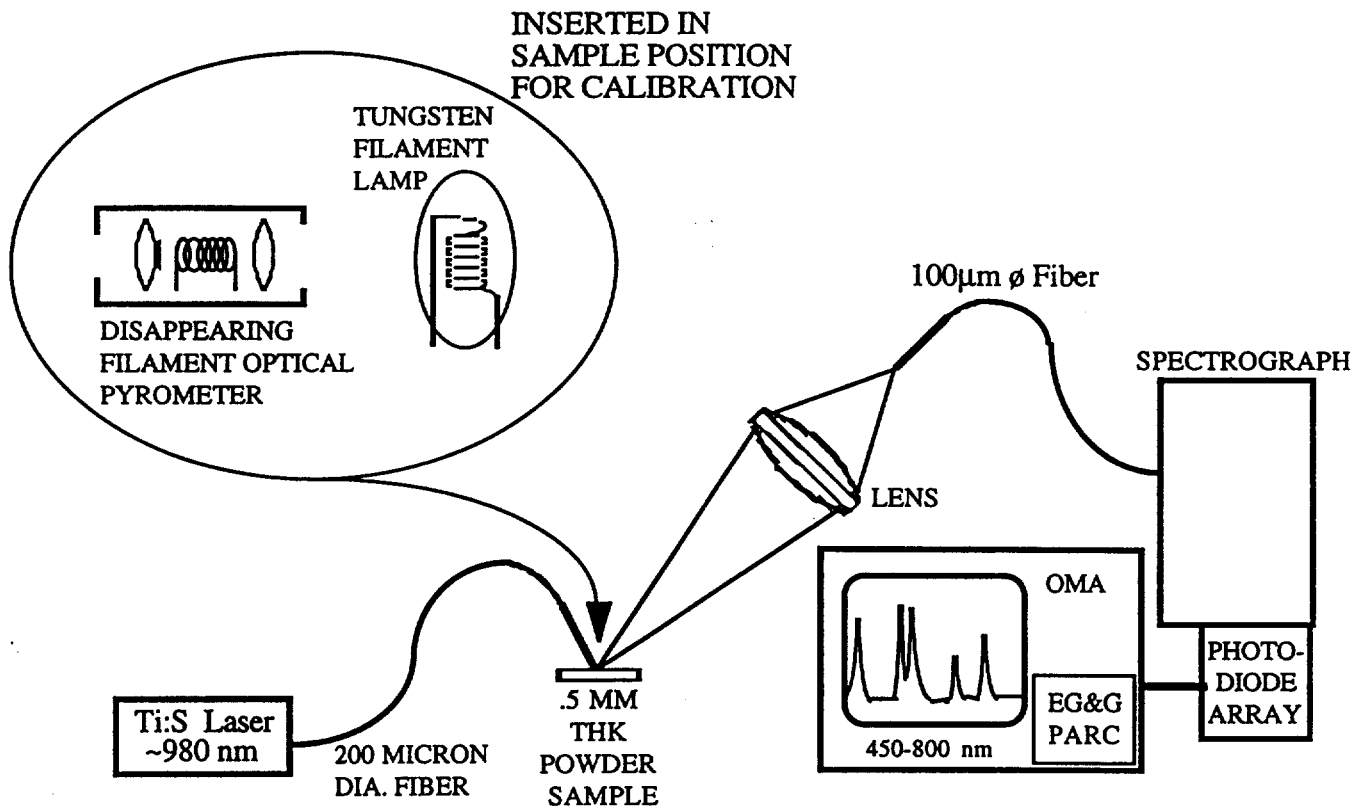 INSERTED IN
SAMPLE POSITION
FOR CALIBRATION
TUNGSTEN
FILAMENT
LAMP
DISAPPEARING
FILAMENT OPTICAL
PYROMETER
100µm ø Fiber
SPECTROGRAPH
LENS
OMA
PHOTO-
DIODE
ARRAY
EG&G
PARC
450-800 nm
.5 MM
THK
POWDER
SAMPLE
Ti:S Laser
~980 nm
200 MICRON
DIA. FIBER